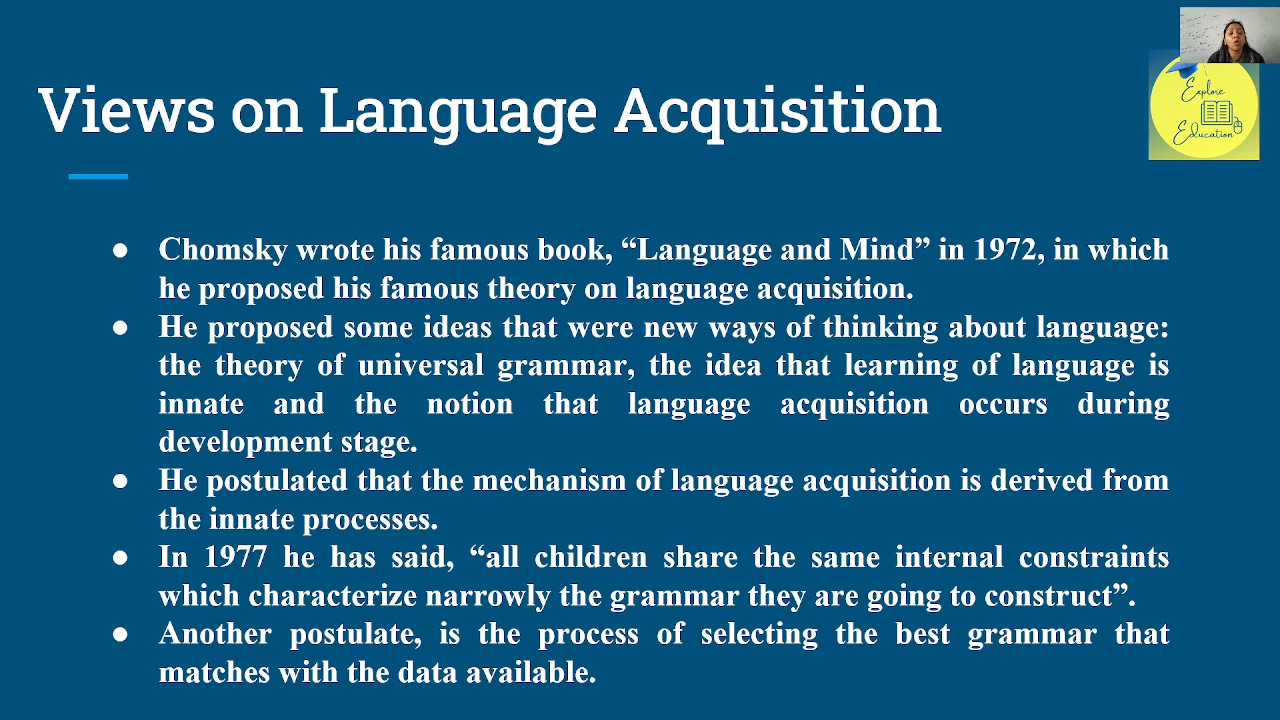 Views on Language Acquisition
Explore
Education
● Chomsky wrote his famous book, “Language and Mind” in 1972, in which
he proposed his famous theory on language acquisition.
● He proposed some ideas that were new ways of thinking about language:
the theory of universal grammar, the idea that learning of language is
innate and the notion that language acquisition occurs during
development stage.
● He postulated that the mechanism of language acquisition is derived from
the innate processes.
● In 1977 he has said, “all children share the same internal constraints
which characterize narrowly the grammar they are going to construct”.
● Another postulate, is the process of selecting the best grammar that
matches with the data available.